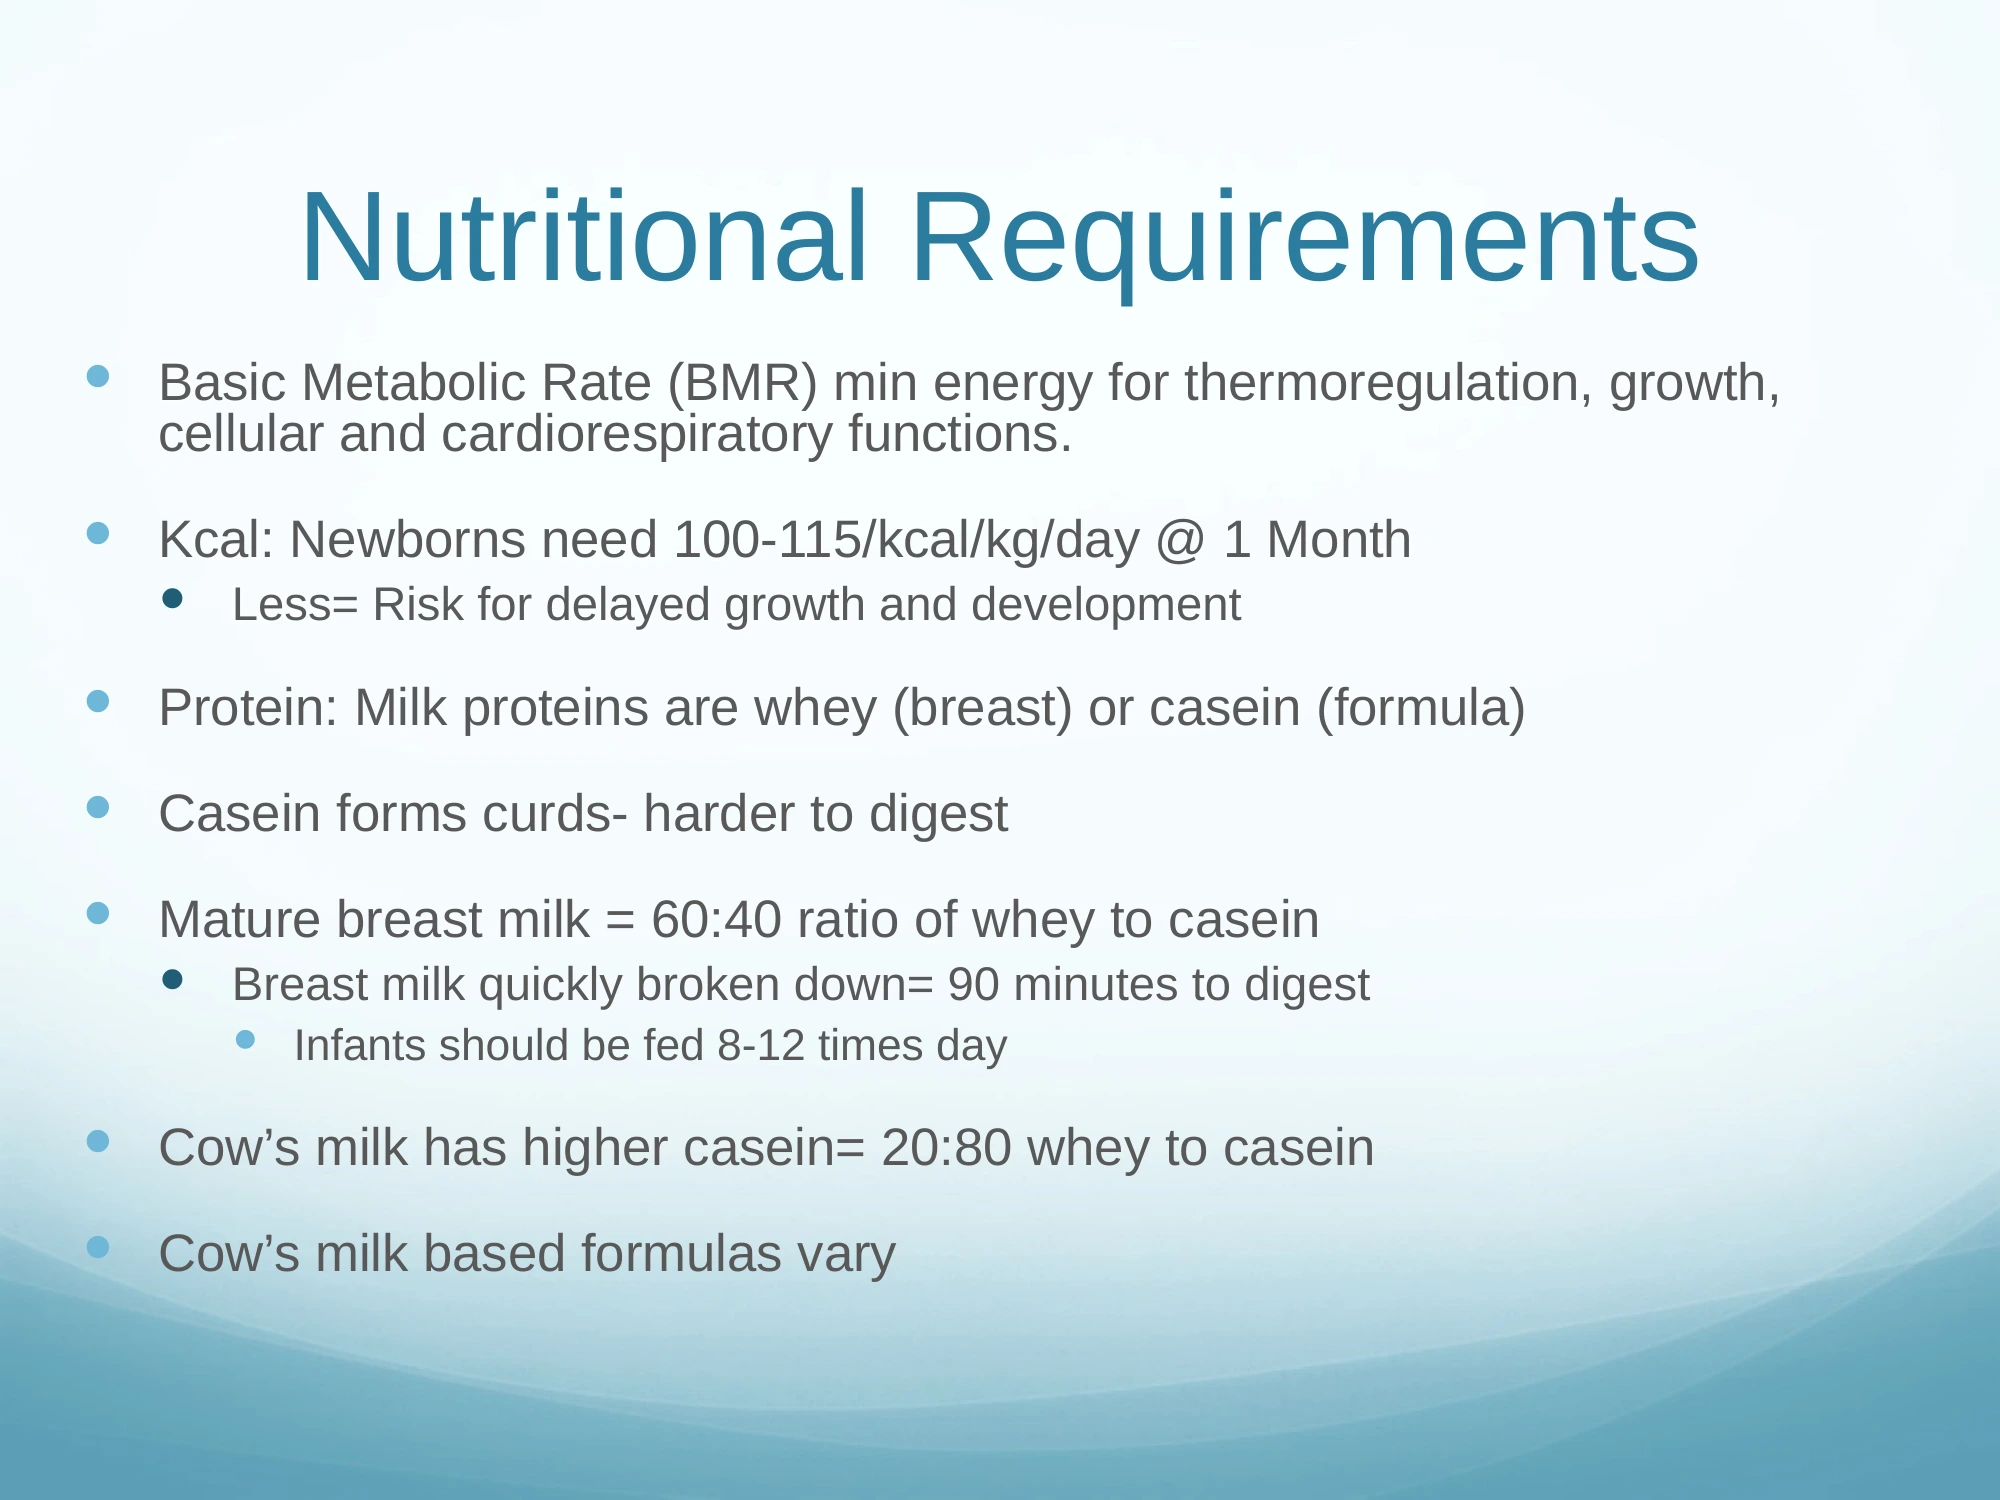 Nutritional Requirements
Basic Metabolic Rate (BMR) min energy for thermoregulation, growth,
cellular and cardiorespiratory functions.
Kcal: Newborns need 100-115/kcal/kg/day @ 1 Month
Less= Risk for delayed growth and development
Protein: Milk proteins are whey (breast) or casein (formula)
Casein forms curds- harder to digest
Mature breast milk = 60:40 ratio of whey to casein
Breast milk quickly broken down= 90 minutes to digest
Infants should be fed 8-12 times day
Cow’s milk has higher casein= 20:80 whey to casein
Cow’s milk based formulas vary